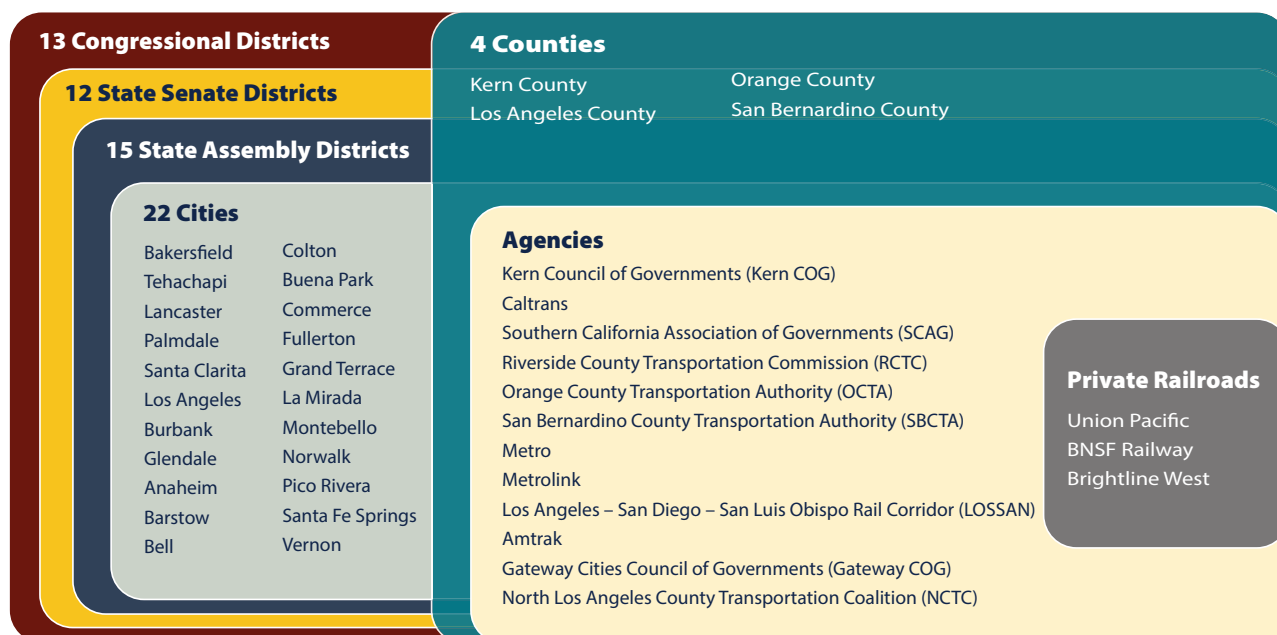 13 Congressional Districts
12 State Senate Districts
15 State Assembly Districts
22 Cities
Bakersfield
Tehachapi
Lancaster
Palmdale
Santa Clarita
Los Angeles
Burbank
Glendale
Anaheim
Barstow
Bell
Colton
Buena Park
Commerce
Fullerton
Grand Terrace
La Mirada
Montebello
Norwalk
Pico Rivera
Santa Fe Springs
Vernon
4 Counties
Kern County
Los Angeles County
Orange County
San Bernardino County
Agencies
Kern Council of Governments (Kern COG)
Caltrans
Southern California Association of Governments (SCAG)
Riverside County Transportation Commission (RCTC)
Orange County Transportation Authority (OCTA)
San Bernardino County Transportation Authority (SBCTA)
Metro
Metrolink
Los Angeles – San Diego – San Luis Obispo Rail Corridor (LOSSAN)
Amtrak
Gateway Cities Council of Governments (Gateway COG)
North Los Angeles County Transportation Coalition (NCTC)
Private Railroads
Union Pacific
BNSF Railway
Brightline West